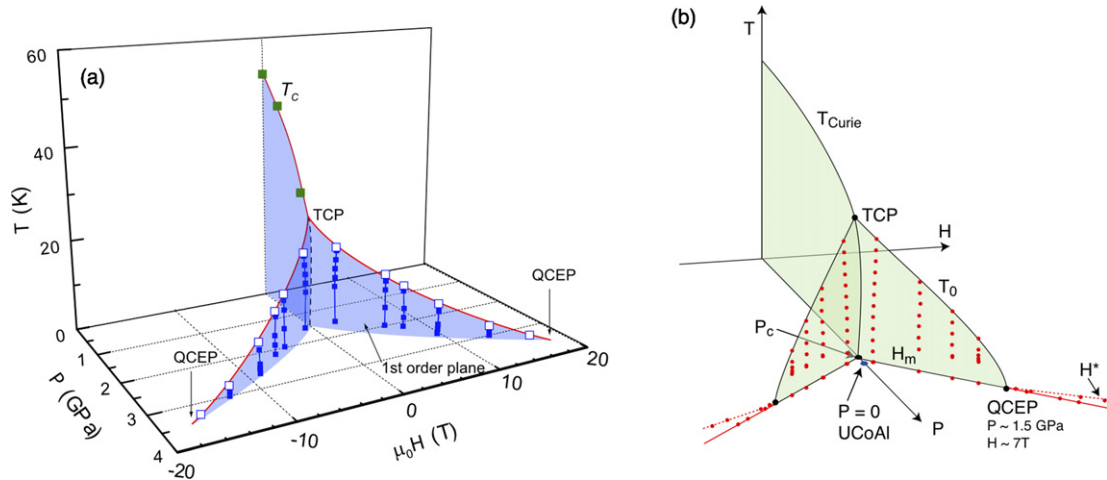 (a)
60
40
20
0
T (K)
T_C
TCP
QCEP
QCEP
1st order plane
1
2
3
4
P (GPa)
-20
-10
0
10
20
μ₀H (T)
(b)
T
T_Curie
TCP
H
T₀
P_c
H_m
H*
P = 0
UCoAl
P
QCEP
P ~ 1.5 GPa
H ~ 7T